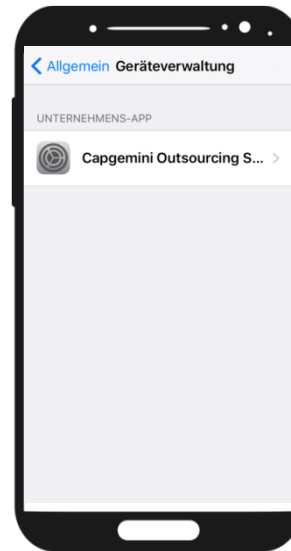 Allgemein Geräteverwaltung
UNTERNEHMENS-APP
Capgemini Outsourcing S...